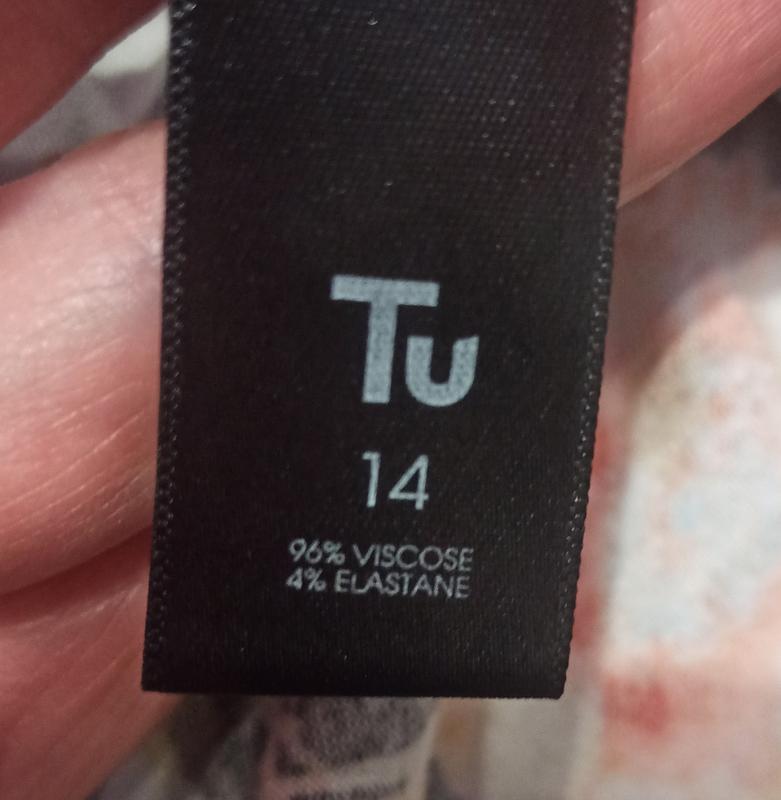 Tu
14
96% VISCOSE
4% ELASTANE